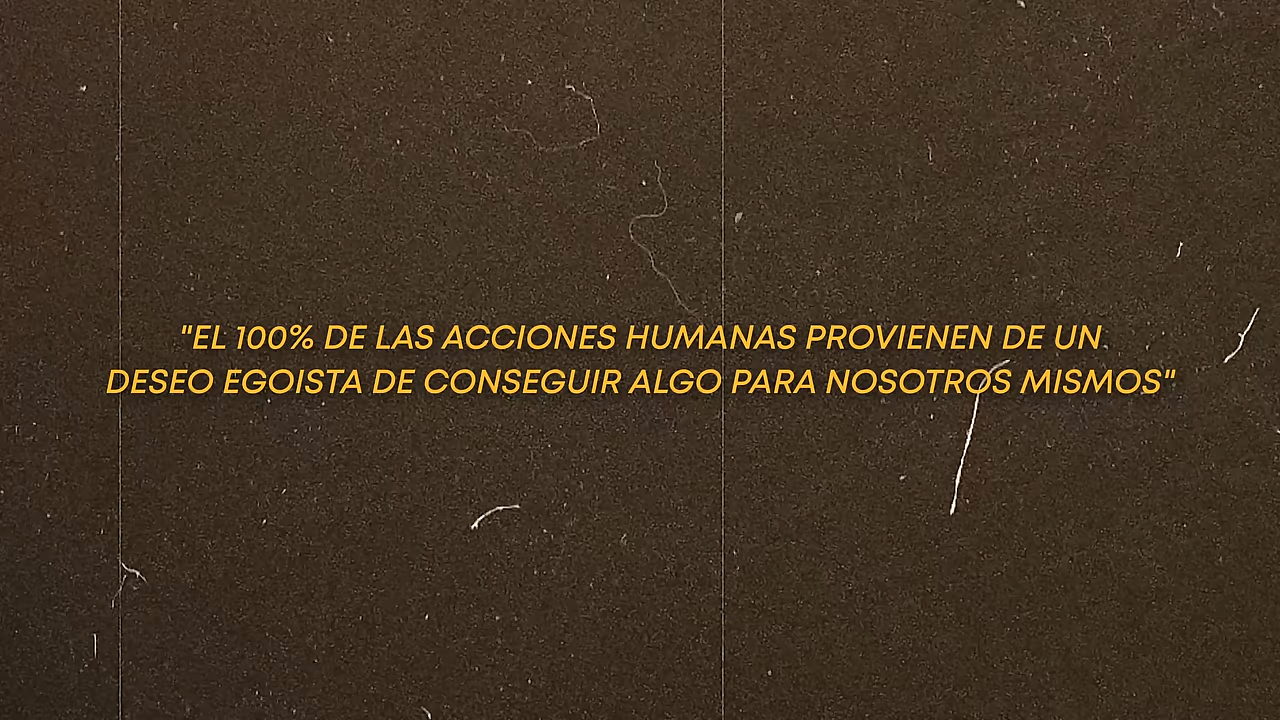 "EL 100% DE LAS ACCIONES HUMANAS PROVIENEN DE UN
DESEO EGOISTA DE CONSEGUIR ALGO PARA NOSOTROS MISMOS"